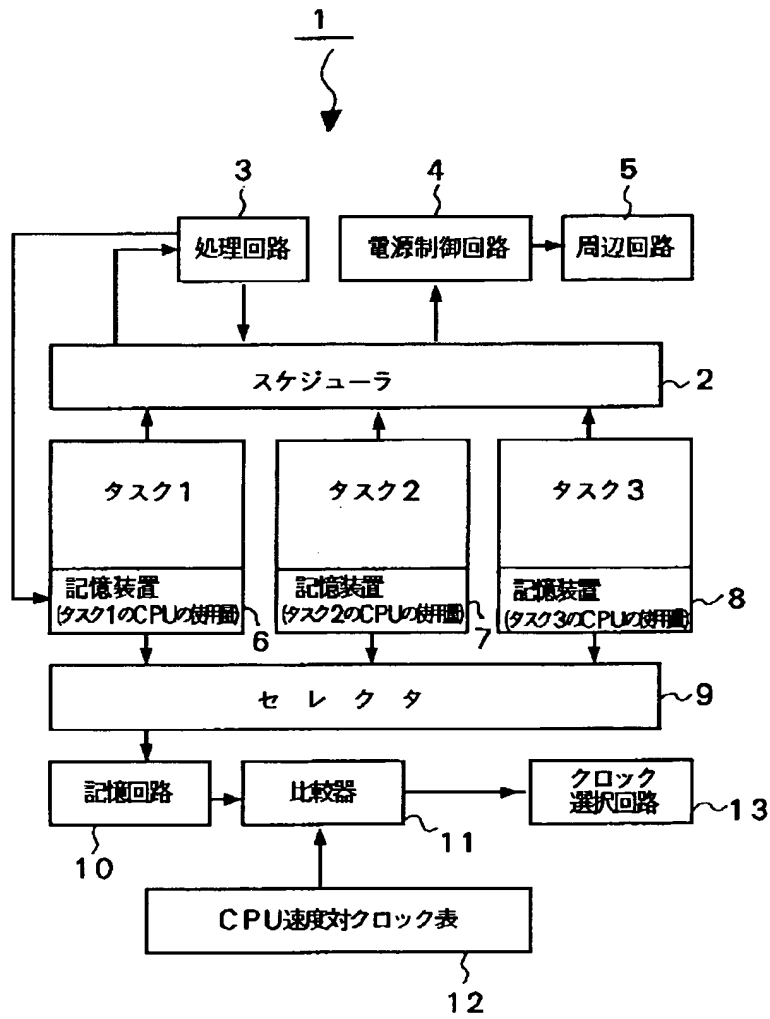 1
3
4
5
処理回路
電源制御回路
周辺回路
スケジューラ
2
タスク1
タスク2
タスク3
記憶装置
(タスク1のCPUの使用量)
6
記憶装置
(タスク2のCPUの使用量)
7
記憶装置
(タスク3のCPUの使用量)
8
セレクタ
9
記憶回路
10
比較器
11
クロック
選択回路
13
CPU速度対クロック表
12